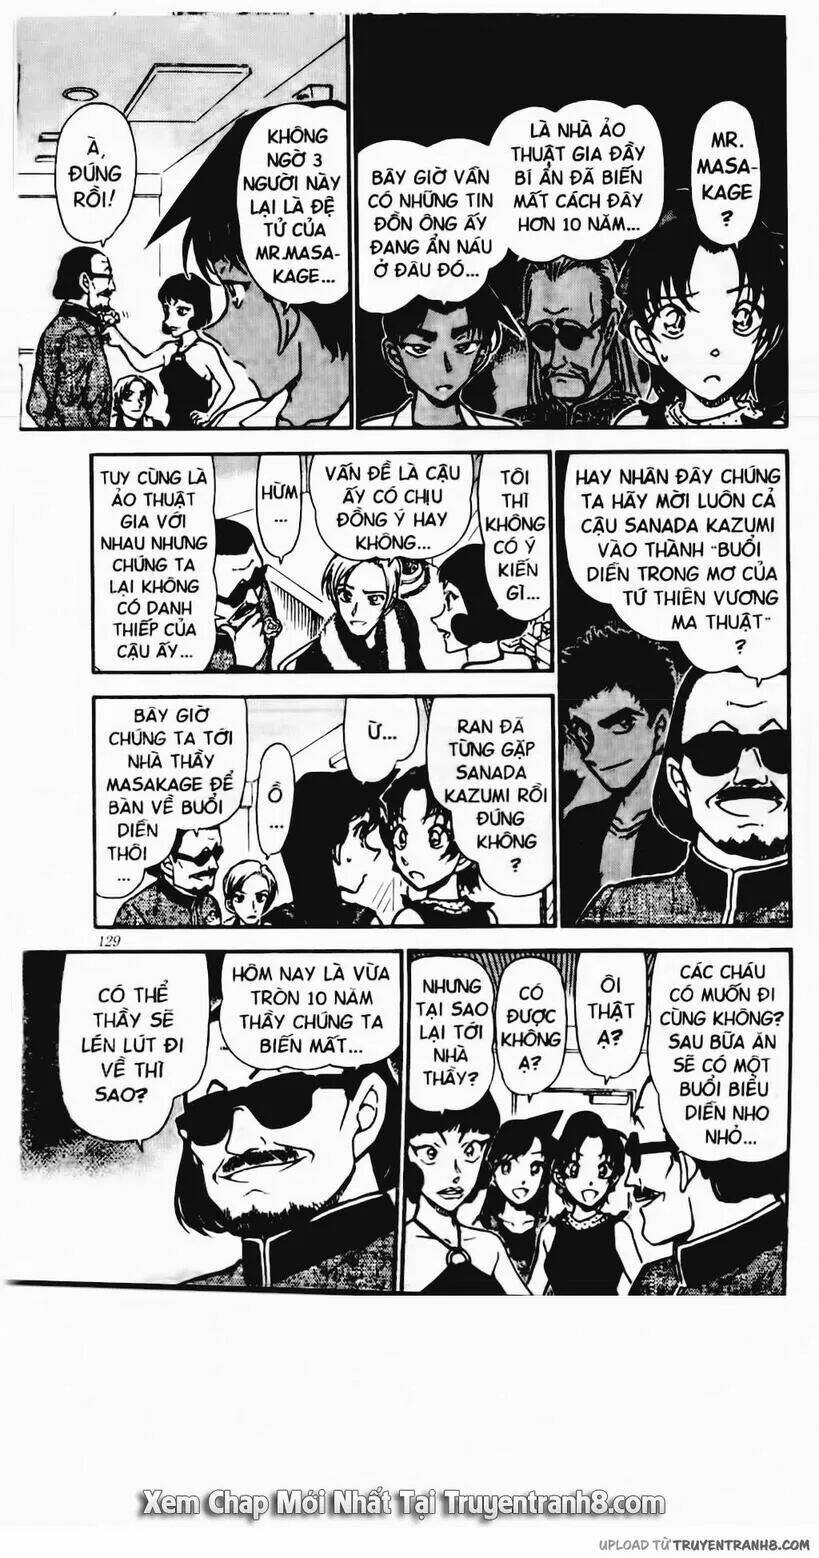 MR.
MASA-
KAGE
?
LÀ NHÀ ẢO
THUẬT GIA ĐẦY
BÍ ẨN ĐÃ BIẾN
MẤT CÁCH ĐÂY
HƠN 10 NĂM...
BÂY GIỜ VẪN
CÓ NHỮNG TIN
ĐỒN ÔNG ẤY
ĐANG ẨN NÁU
Ở ĐÂU ĐÓ...
KHÔNG
NGỜ 3
NGƯỜI NÀY
LẠI LÀ ĐỆ
TỬ CỦA
MR.MASA-
KAGE...
À,
ĐÚNG
RỒI!
HAY NHÂN ĐÂY CHÚNG
TA HÃY MỜI LUÔN CẢ
CẬU SANADA KAZUMI
VÀO THÀNH "BUỔI
DIỄN TRONG MƠ CỦA
TỨ THIÊN VƯƠNG
MA THUẬT"
?
TÔI
THÌ
KHÔNG
CÓ Ý
KIẾN
GÌ...
VẤN ĐỀ LÀ CẬU
ẤY CÓ CHỊU
ĐỒNG Ý HAY
KHÔNG...
HỪM
...
TUY CÙNG LÀ
ẢO THUẬT
GIA VỚI
NHAU NHƯNG
CHÚNG TA
LẠI KHÔNG
CÓ DANH
THIẾP CỦA
CẬU ẤY...
RAN ĐÃ
TỪNG GẶP
SANADA
KAZUMI RỒI
ĐÚNG
KHÔNG
?
Ừ...
Ồ
...
BÂY GIỜ
CHÚNG TA TỚI
NHÀ THẦY
MASAKAGE ĐỂ
BÀN VỀ BUỔI
DIỄN
THÔI
...
129
CÁC CHÁU
CÓ MUỐN ĐI
CÙNG KHÔNG?
SAU BỮA ĂN
SẼ CÓ MỘT
BUỔI BIỂU
DIỄN NHO
NHỎ...
ÔI
THẬT
Ạ?
CÓ
ĐƯỢC
KHÔNG
Ạ?
NHƯNG
TẠI SAO
LẠI TỚI
NHÀ
THẦY?
HÔM NAY LÀ VỪA
TRÒN 10 NĂM
THẦY CHÚNG TA
BIẾN MẤT...
CÓ THỂ
THẦY SẼ
LÉN LÚT ĐI
VỀ THÌ
SAO?
Xem Chap Mới Nhất Tại Truyentranh8.com
UPLOAD TỪ TRUYENTRANH8.COM